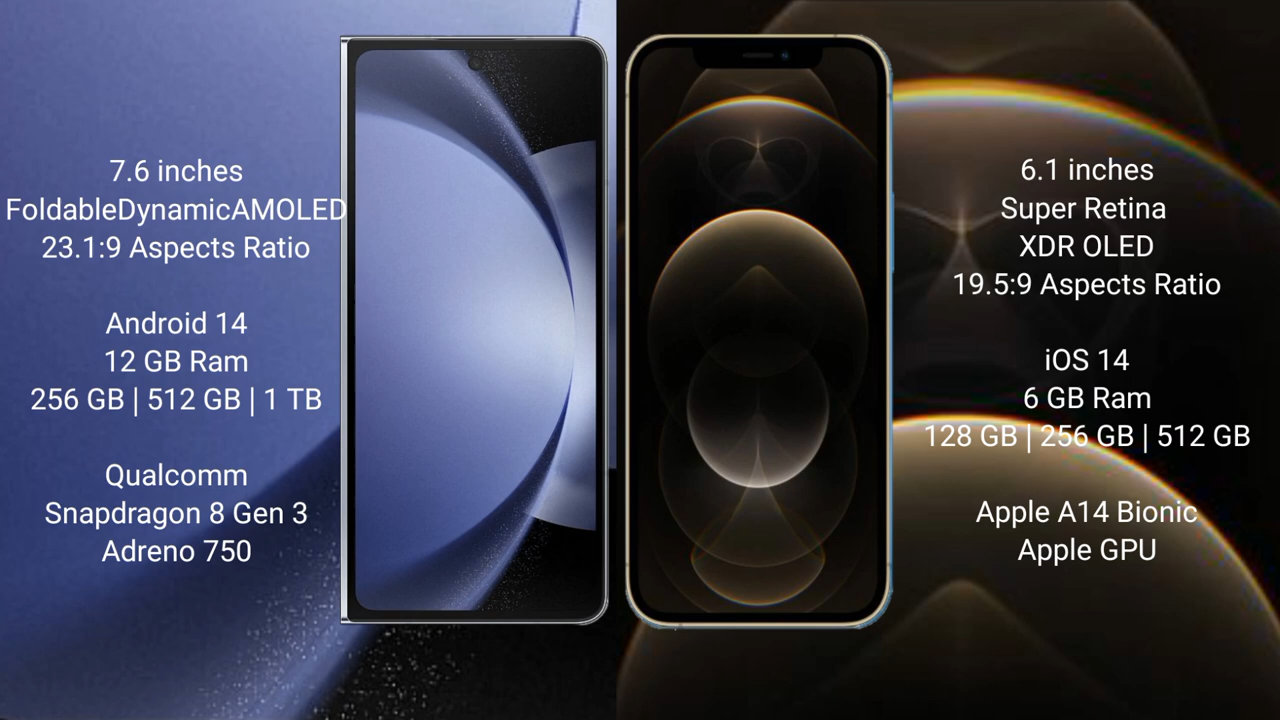 7.6 inches
FoldableDynamicAMOLED
23.1:9 Aspects Ratio
Android 14
12 GB Ram
256 GB | 512 GB | 1 TB
Qualcomm
Snapdragon 8 Gen 3
Adreno 750
6.1 inches
Super Retina
XDR OLED
19.5:9 Aspects Ratio
iOS 14
6 GB Ram
128 GB | 256 GB | 512 GB
Apple A14 Bionic
Apple GPU